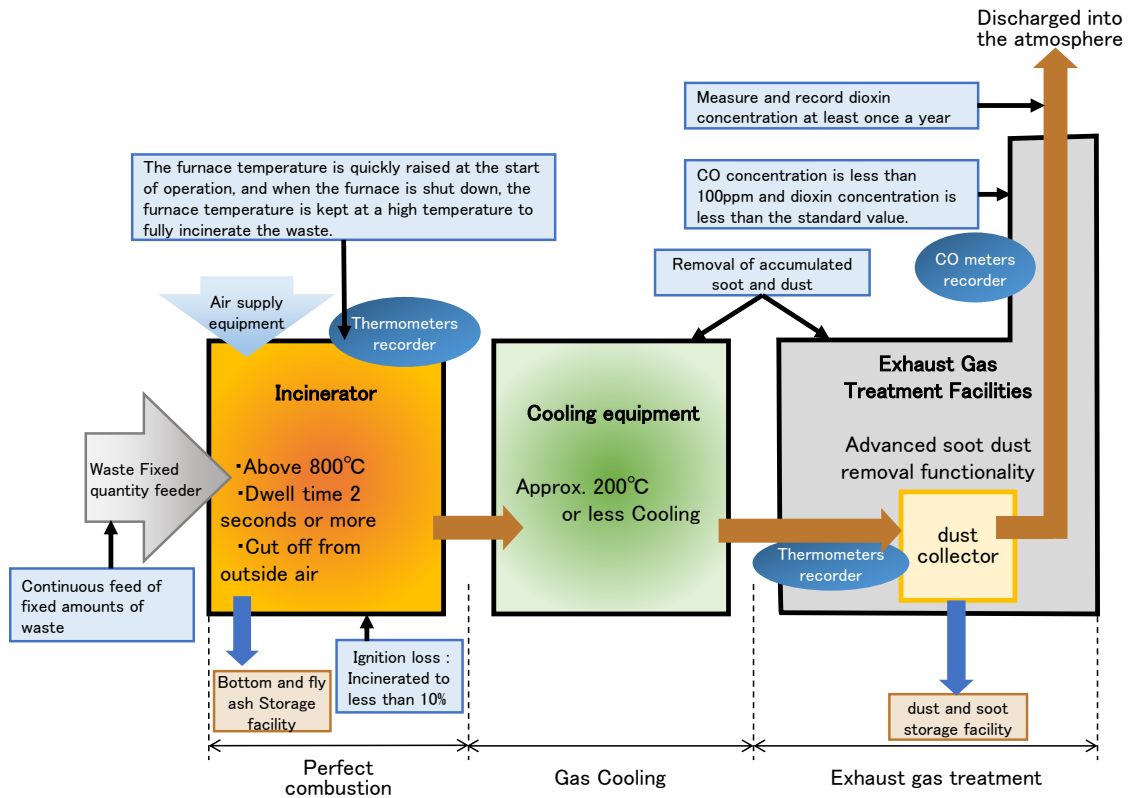 Discharged into
the atmosphere
Measure and record dioxin
concentration at least once a year
The furnace temperature is quickly raised at the start
of operation, and when the furnace is shut down, the
furnace temperature is kept at a high temperature to
fully incinerate the waste.
CO concentration is less than
100ppm and dioxin concentration is
less than the standard value.
Removal of accumulated
soot and dust
CO meters
recorder
Air supply
equipment
Thermometers
recorder
Incinerator
・Above 800℃
・Dwell time 2
seconds or more
・Cut off from
outside air
Waste Fixed
quantity feeder
Continuous feed of
fixed amounts of
waste
Cooling equipment
Approx. 200℃
or less Cooling
Exhaust Gas
Treatment Facilities
Advanced soot dust
removal functionality
dust
collector
Thermometers
recorder
Bottom and fly
ash Storage
facility
Ignition loss :
Incinerated to
less than 10%
dust and soot
storage facility
Perfect
combustion
Gas Cooling
Exhaust gas treatment